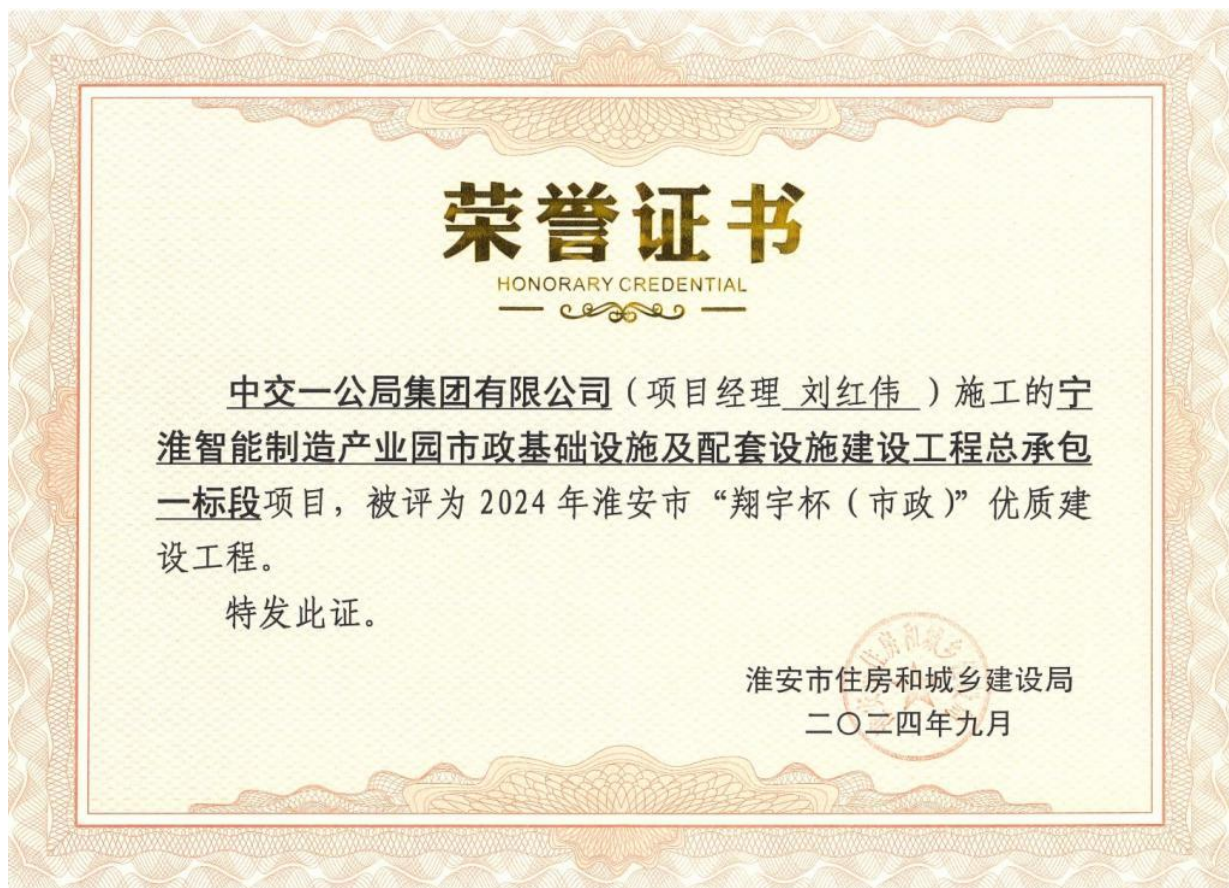 荣誉证书
HONORARY CREDENTIAL
中交一公局集团有限公司（项目经理 刘红伟 ）施工的宁
淮智能制造产业园市政基础设施及配套设施建设工程总承包
一标段项目，被评为 2024 年淮安市“翔宇杯（市政）”优质建
设工程。
特发此证。
淮安市住房和城乡建设局
二〇二四年九月